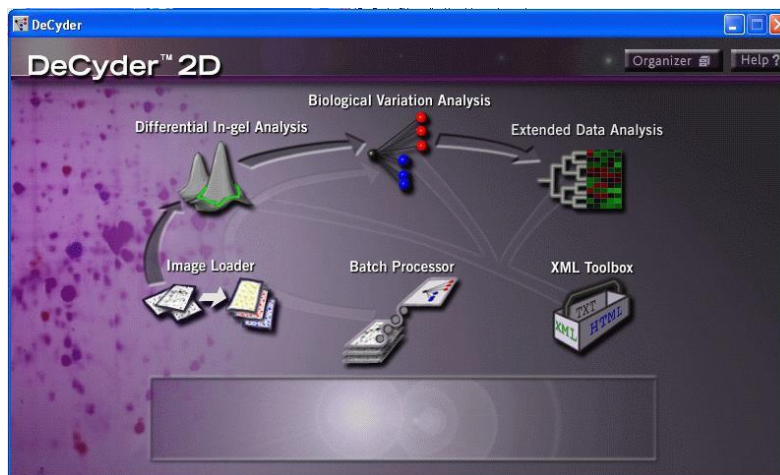 DeCyder
DeCyder™ 2D
Organizer
Help ?
Biological Variation Analysis
Differential In-gel Analysis
Extended Data Analysis
Image Loader
Batch Processor
XML Toolbox
TXT
XML
HTML